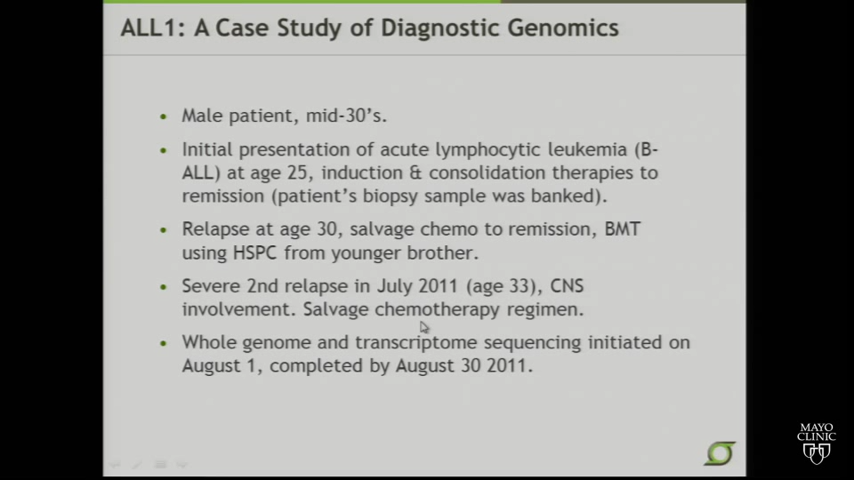 ALL1: A Case Study of Diagnostic Genomics
• Male patient, mid-30's.
• Initial presentation of acute lymphocytic leukemia (B-
ALL) at age 25, induction & consolidation therapies to
remission (patient's biopsy sample was banked).
• Relapse at age 30, salvage chemo to remission, BMT
using HSPC from younger brother.
• Severe 2nd relapse in July 2011 (age 33), CNS
involvement. Salvage chemotherapy regimen.
• Whole genome and transcriptome sequencing initiated on
August 1, completed by August 30 2011.
MAYO
CLINIC